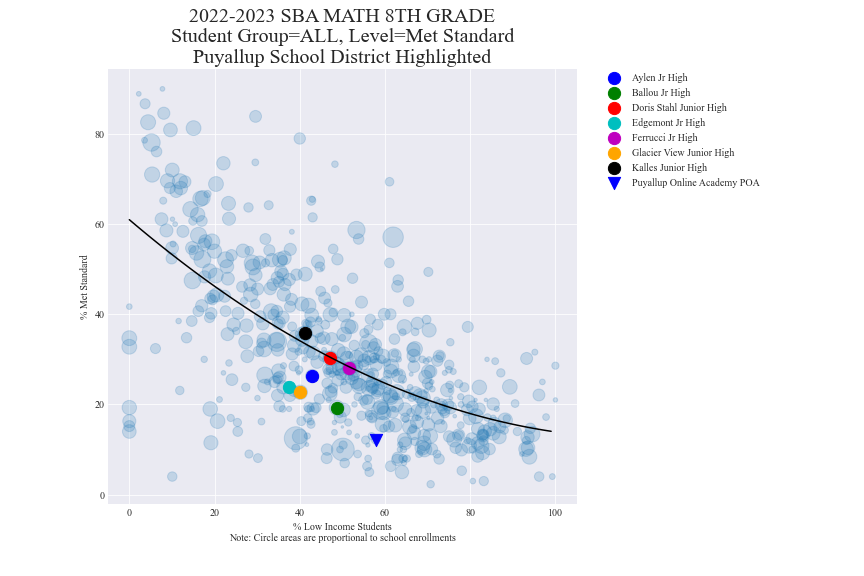 2022-2023 SBA MATH 8TH GRADE
Student Group=ALL, Level=Met Standard
Puyallup School District Highlighted
Aylen Jr High
Ballou Jr High
Doris Stahl Junior High
Edgemont Jr High
Ferrucci Jr High
Glacier View Junior High
Kalles Junior High
Puyallup Online Academy POA
% Met Standard
80
60
40
20
0
0 20 40 60 80 100
% Low Income Students
Note: Circle areas are proportional to school enrollments